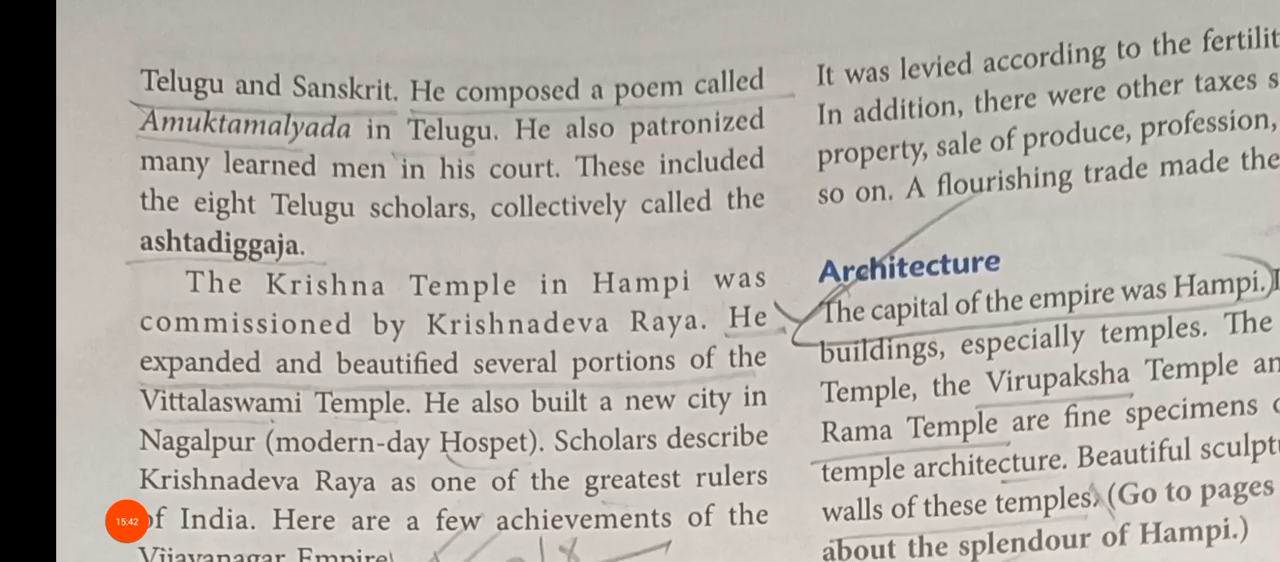 Telugu and Sanskrit. He composed a poem called
Amuktamalyada in Telugu. He also patronized
many learned men in his court. These included
the eight Telugu scholars, collectively called the
ashtadiggaja.
The Krishna Temple in Hampi was
commissioned by Krishnadeva Raya. He
expanded and beautified several portions of the
Vittalaswami Temple. He also built a new city in
Nagalpur (modern-day Hospet). Scholars describe
Krishnadeva Raya as one of the greatest rulers
of India. Here are a few achievements of the
Vijayanagar Empire
15:42
It was levied according to the
In addition, there were other taxes
property, sale of produce, profession,
so on. A flourishing trade made the
Architecture
The capital of the empire was Hampi.
buildings, especially temples. The
Temple, the Virupaksha Temple
Rama Temple are fine specimens
temple architecture. Beautiful
walls of these temples. (Go to pages
about the splendour of Hampi.)